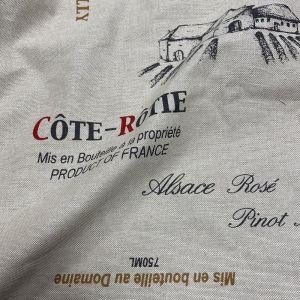 LLY
CÔTE-RÔTIE
Mis en Bouteille à la propriété
PRODUCT OF FRANCE
Alsace Rosé
Pinot
750ML
Mis en bouteille au Domaine